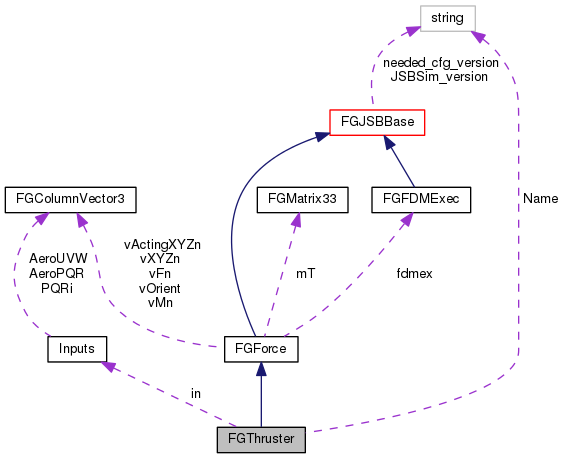 string
needed_cfg_version
JSBSim_version
FGJSBBase
FGColumnVector3
FGMatrix33
FGFDMExec
Name
AeroUVW
AeroPQR
PQRi
vActingXYZn
vXYZn
vFn
vOrient
vMn
mT
fdmex
Inputs
FGForce
in
FGThruster